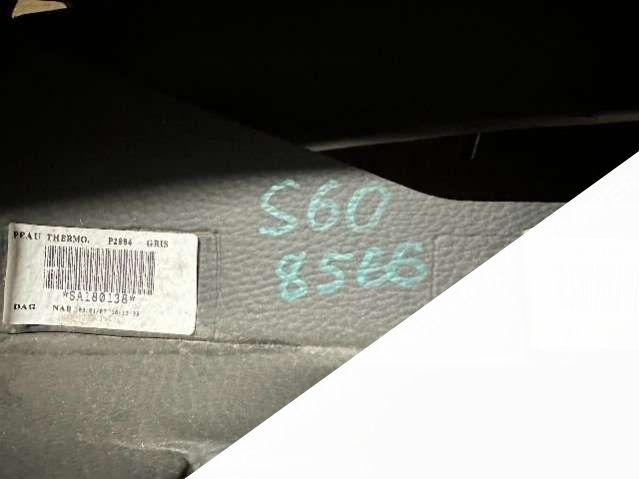 S60
8566
PEAU THERMO. P2884 GRIS
*SA180138*
DAG NAB